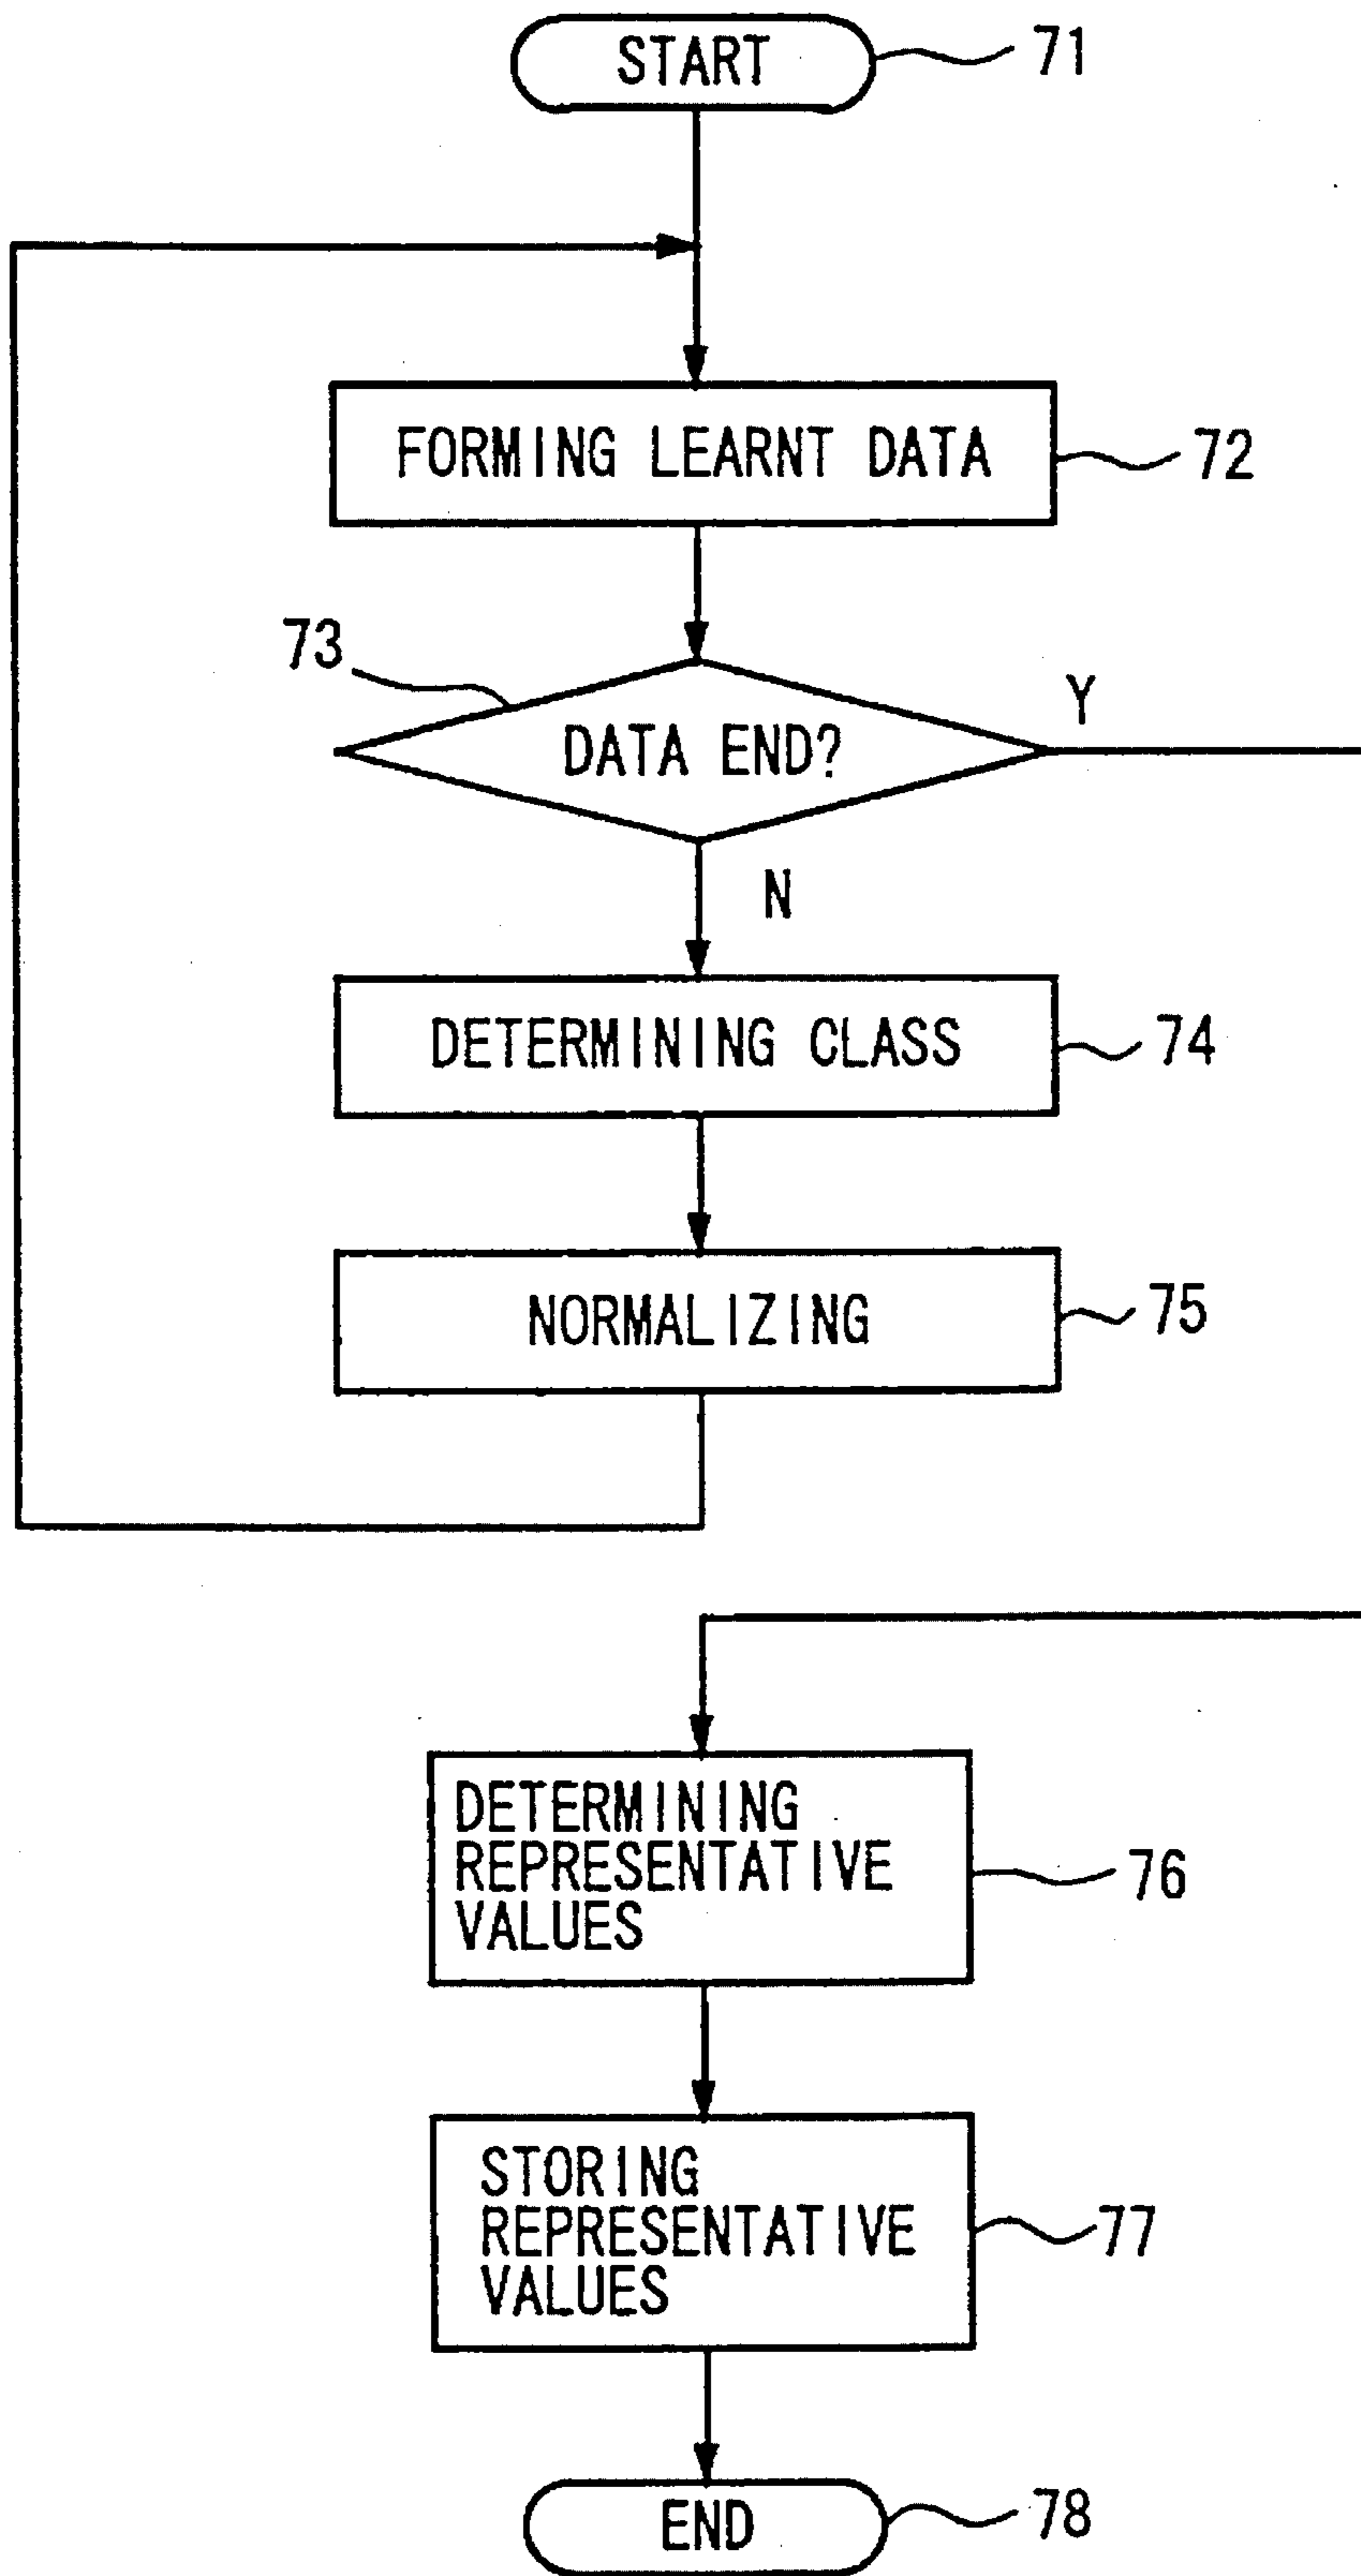 START
71
FORMING LEARNT DATA
72
73
DATA END?
Y
N
DETERMINING CLASS
74
NORMALIZING
75
DETERMINING
REPRESENTATIVE
VALUES
76
STORING
REPRESENTATIVE
VALUES
77
END
78